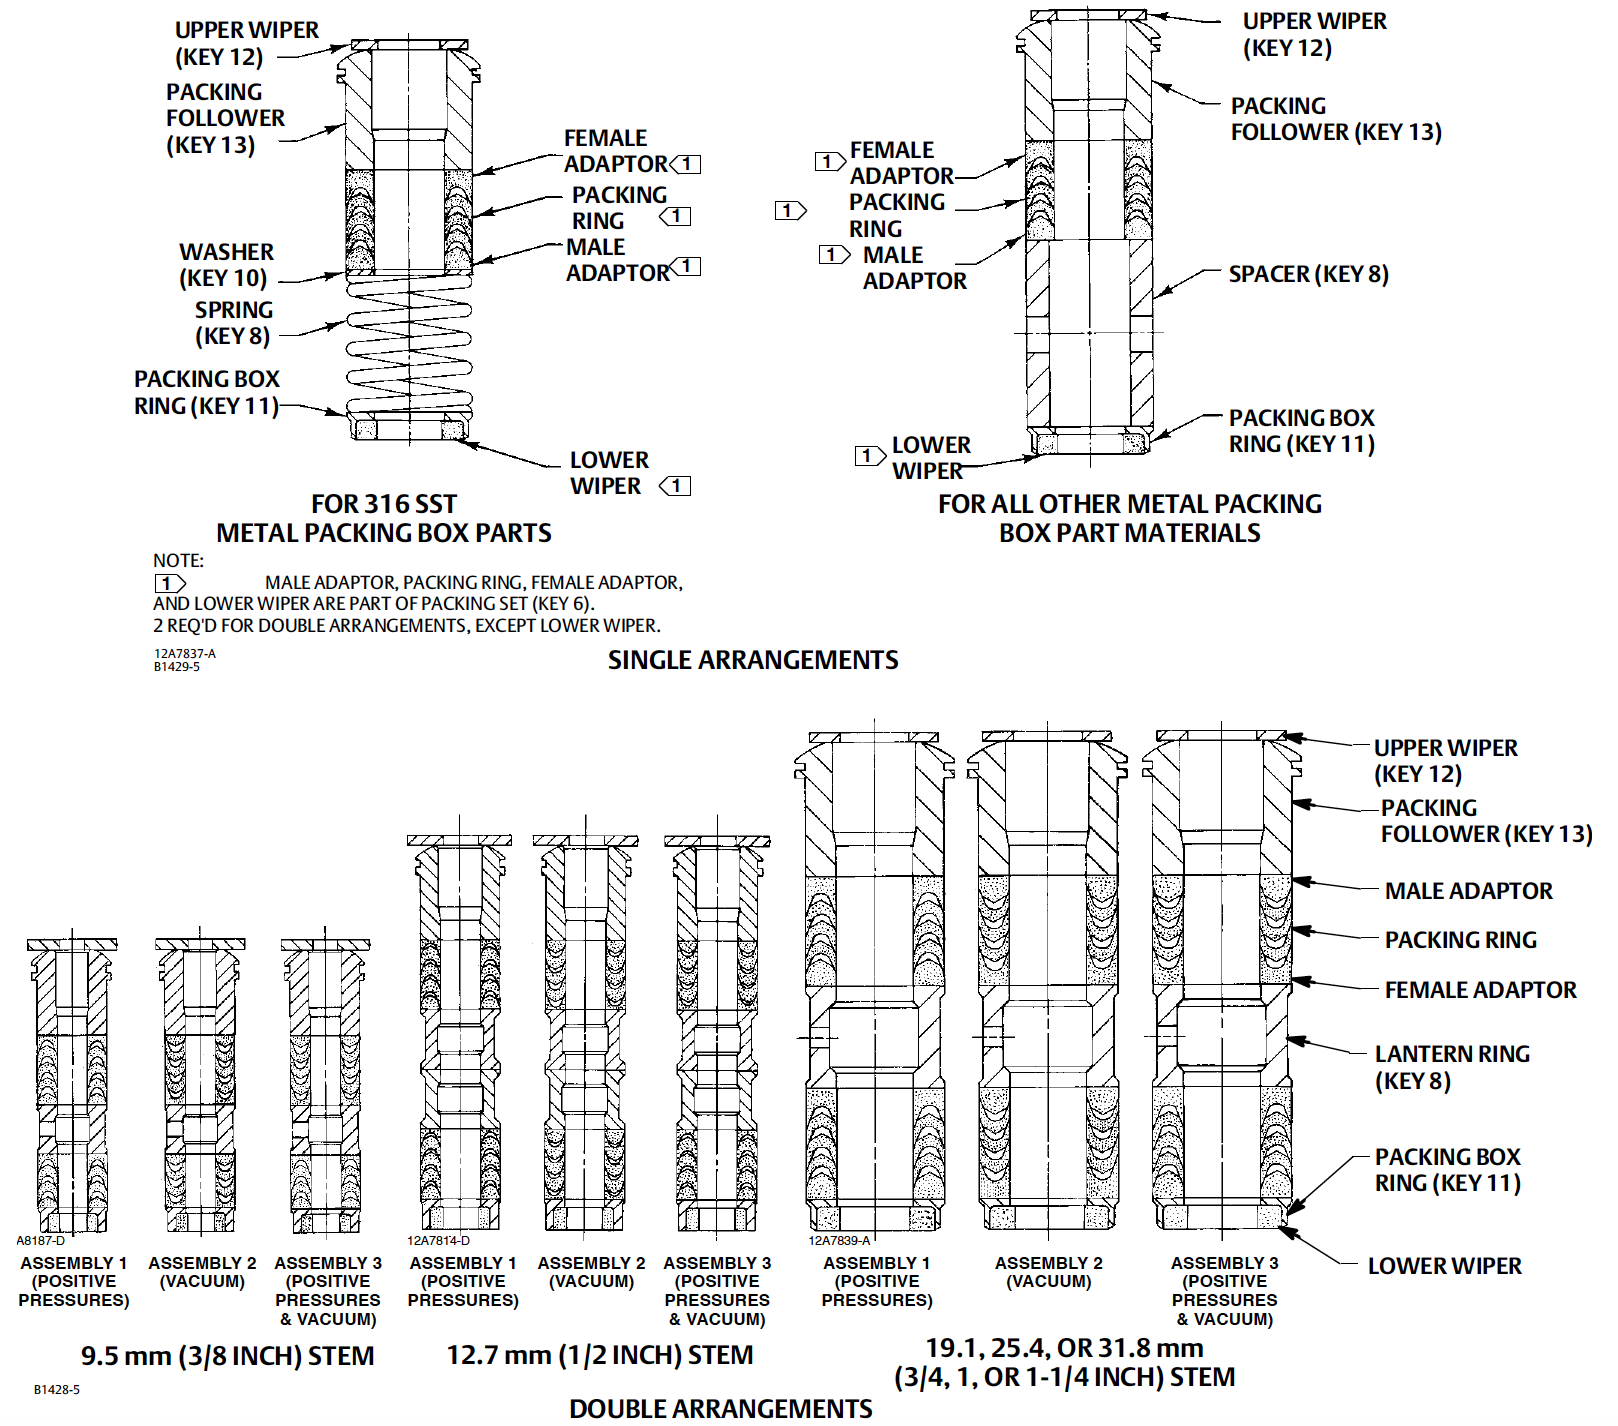 UPPER WIPER
(KEY 12)
PACKING
FOLLOWER
(KEY 13)
FEMALE
ADAPTOR
1
PACKING
RING
1
MALE
ADAPTOR
1
WASHER
(KEY 10)
SPRING
(KEY 8)
PACKING BOX
RING (KEY 11)
LOWER
WIPER
1
FOR 316 SST
METAL PACKING BOX PARTS
UPPER WIPER
(KEY 12)
PACKING
FOLLOWER (KEY 13)
1
FEMALE
ADAPTOR
1
PACKING
RING
1
MALE
ADAPTOR
SPACER (KEY 8)
PACKING BOX
RING (KEY 11)
1
LOWER
WIPER
FOR ALL OTHER METAL PACKING
BOX PART MATERIALS
NOTE:
1 MALE ADAPTOR, PACKING RING, FEMALE ADAPTOR,
AND LOWER WIPER ARE PART OF PACKING SET (KEY 6).
2 REQ'D FOR DOUBLE ARRANGEMENTS, EXCEPT LOWER WIPER.
12A7837-A
B1429-5
SINGLE ARRANGEMENTS
UPPER WIPER
(KEY 12)
PACKING
FOLLOWER (KEY 13)
MALE ADAPTOR
PACKING RING
FEMALE ADAPTOR
LANTERN RING
(KEY 8)
PACKING BOX
RING (KEY 11)
LOWER WIPER
A8187-D
ASSEMBLY 1
(POSITIVE
PRESSURES)
ASSEMBLY 2
(VACUUM)
ASSEMBLY 3
(POSITIVE
PRESSURES
& VACUUM)
9.5 mm (3/8 INCH) STEM
12A7814-D
ASSEMBLY 1
(POSITIVE
PRESSURES)
ASSEMBLY 2
(VACUUM)
ASSEMBLY 3
(POSITIVE
PRESSURES
& VACUUM)
12.7 mm (1/2 INCH) STEM
12A7839-A
ASSEMBLY 1
(POSITIVE
PRESSURES)
ASSEMBLY 2
(VACUUM)
ASSEMBLY 3
(POSITIVE
PRESSURES
& VACUUM)
19.1, 25.4, OR 31.8 mm
(3/4, 1, OR 1-1/4 INCH) STEM
B1428-5
DOUBLE ARRANGEMENTS